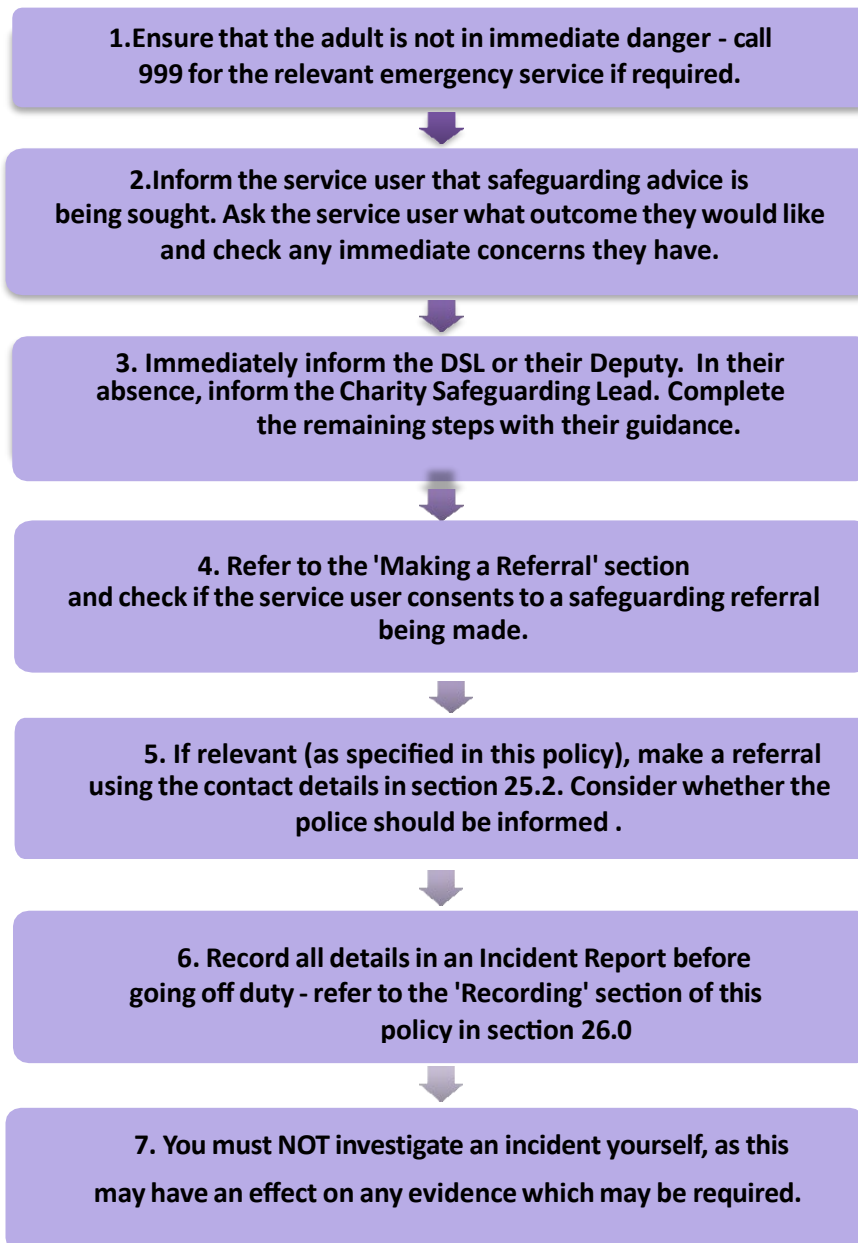 1.Ensure that the adult is not in immediate danger - call
999 for the relevant emergency service if required.
2.Inform the service user that safeguarding advice is
being sought. Ask the service user what outcome they would like
and check any immediate concerns they have.
3. Immediately inform the DSL or their Deputy. In their
absence, inform the Charity Safeguarding Lead. Complete
the remaining steps with their guidance.
4. Refer to the 'Making a Referral' section
and check if the service user consents to a safeguarding referral
being made.
5. If relevant (as specified in this policy), make a referral
using the contact details in section 25.2. Consider whether the
police should be informed .
6. Record all details in an Incident Report before
going off duty - refer to the 'Recording' section of this
policy in section 26.0
7. You must NOT investigate an incident yourself, as this
may have an effect on any evidence which may be required.